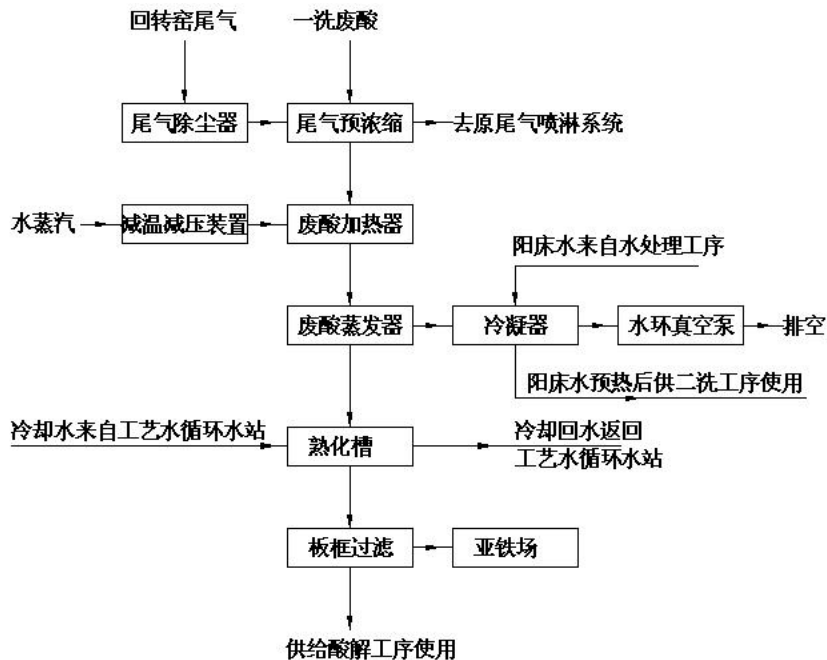 回转窑尾气
一洗废酸
尾气除尘器
尾气预浓缩
去原尾气喷淋系统
水蒸汽
减温减压装置
废酸加热器
阳床水来自水处理工序
废酸蒸发器
冷凝器
水环真空泵
排空
阳床水预热后供二洗工序使用
冷却水来自工艺水循环水站
熟化槽
冷却回水返回
工艺水循环水站
板框过滤
亚铁场
供给酸解工序使用